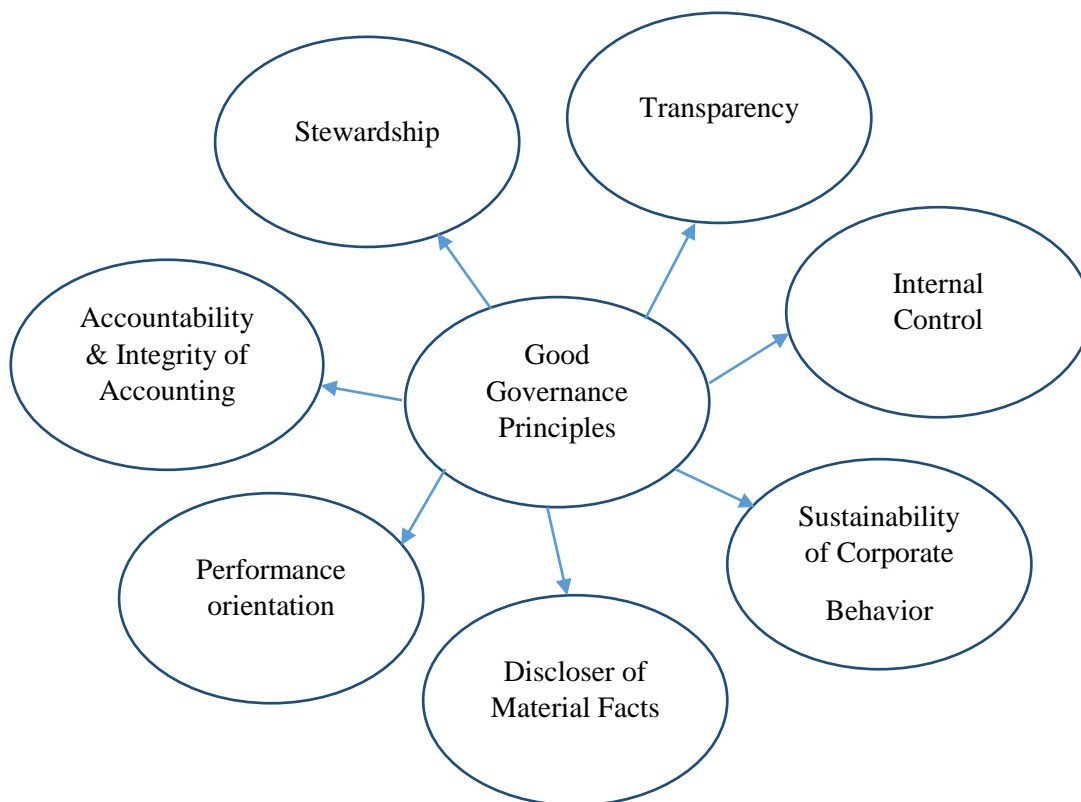 Stewardship
Transparency
Internal
Control
Accountability
& Integrity of
Accounting
Good
Governance
Principles
Sustainability
of Corporate
Behavior
Performance
orientation
Discloser of
Material Facts